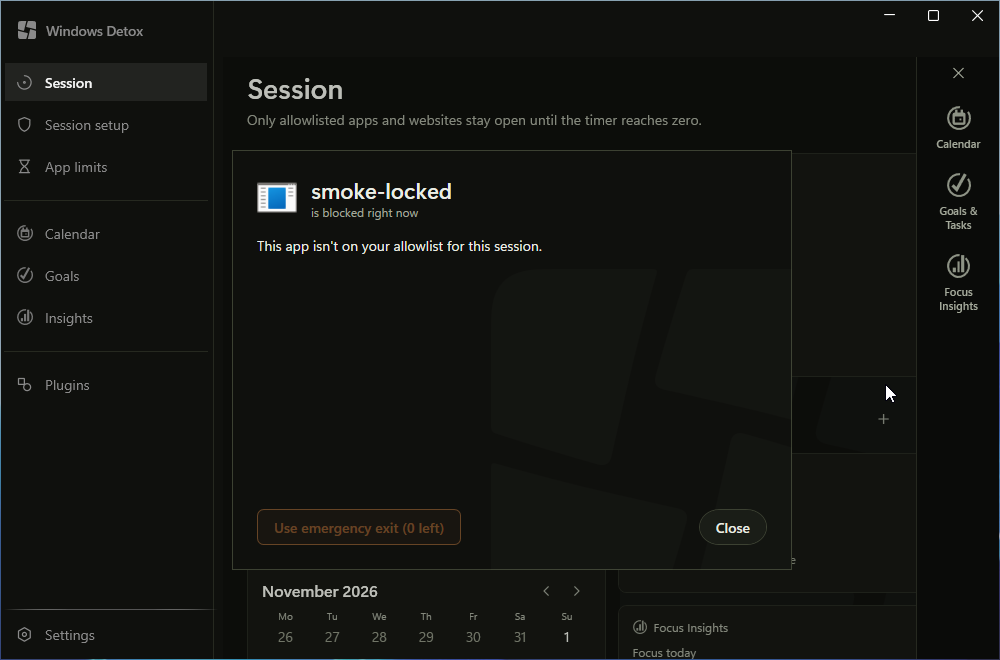 Windows Detox
Session
Session setup
App limits
Calendar
Goals
Insights
Plugins
Settings
Session
Only allowlisted apps and websites stay open until the timer reaches zero.
smoke-locked
is blocked right now
This app isn't on your allowlist for this session.
Use emergency exit (0 left)
Close
November 2026
Mo Tu We Th Fr Sa Su
26 27 28 29 30 31 1
Focus Insights
Focus today
Calendar
Goals &
Tasks
Focus
Insights